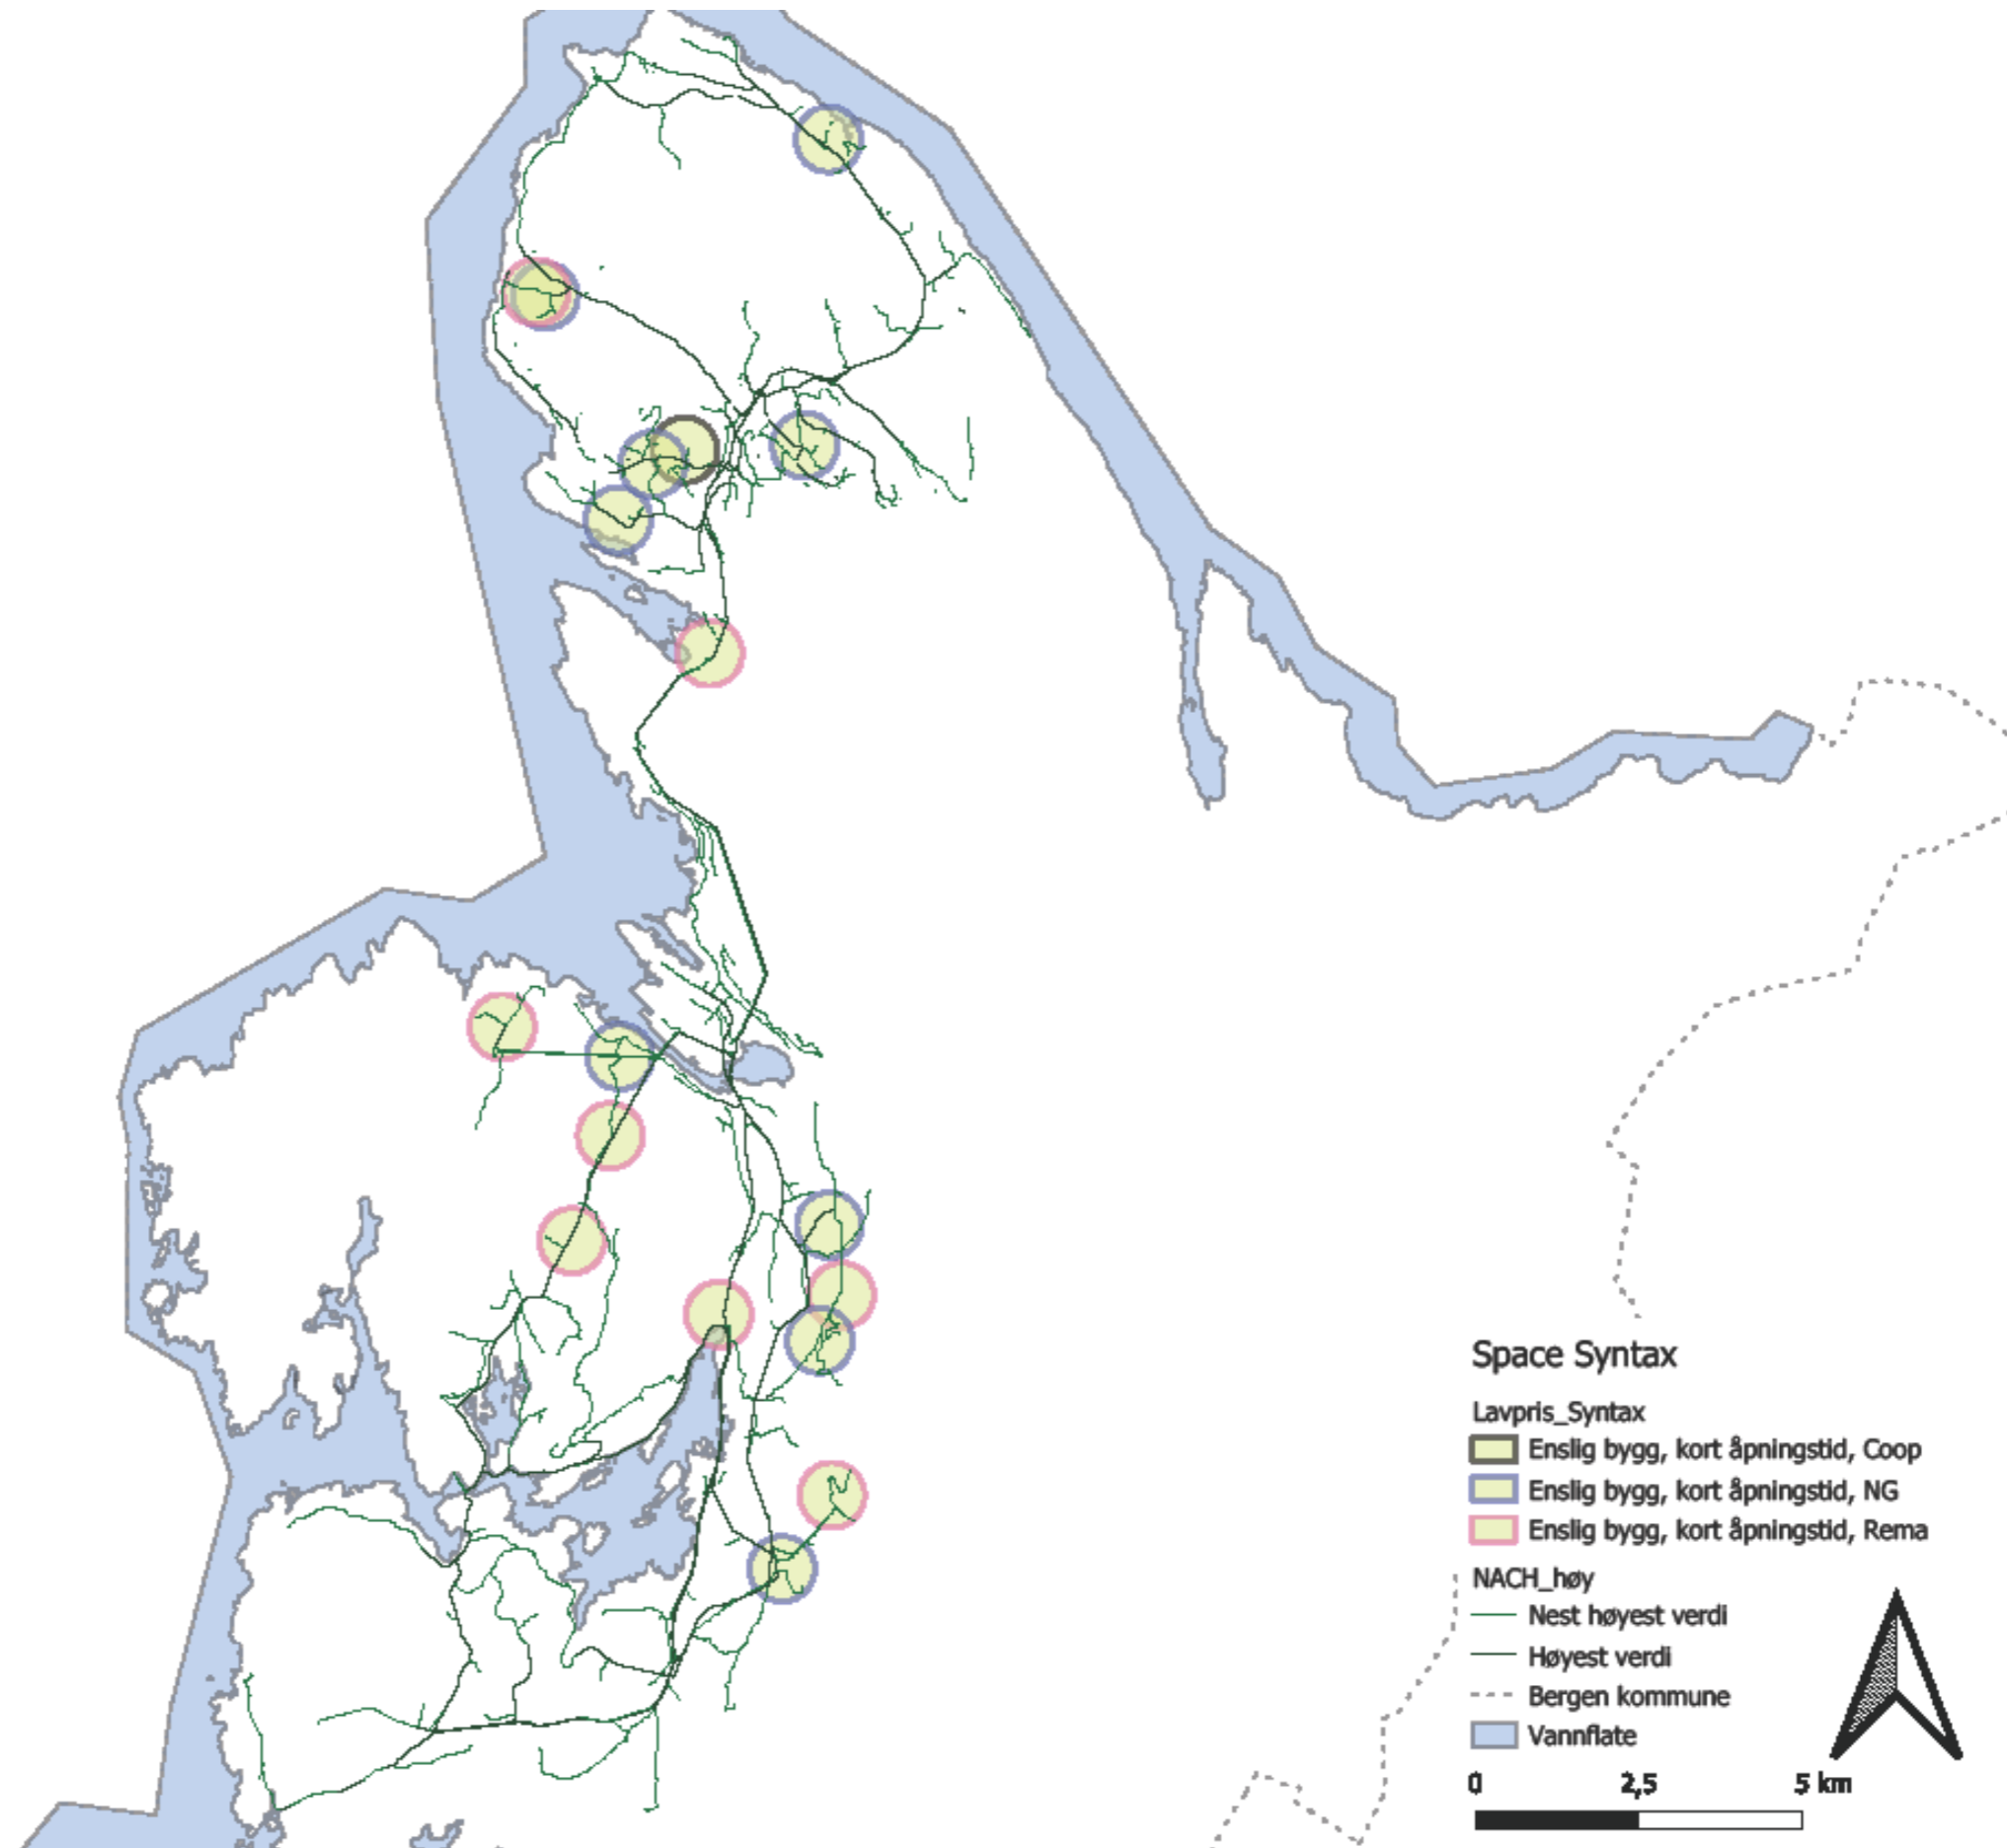 Space Syntax
Lavpris_Syntax
Enslig bygg, kort åpningstid, Coop
Enslig bygg, kort åpningstid, NG
Enslig bygg, kort åpningstid, Rema
NACH_høy
Nest høyest verdi
Høyest verdi
Bergen kommune
Vannflate
0 2,5 5 km